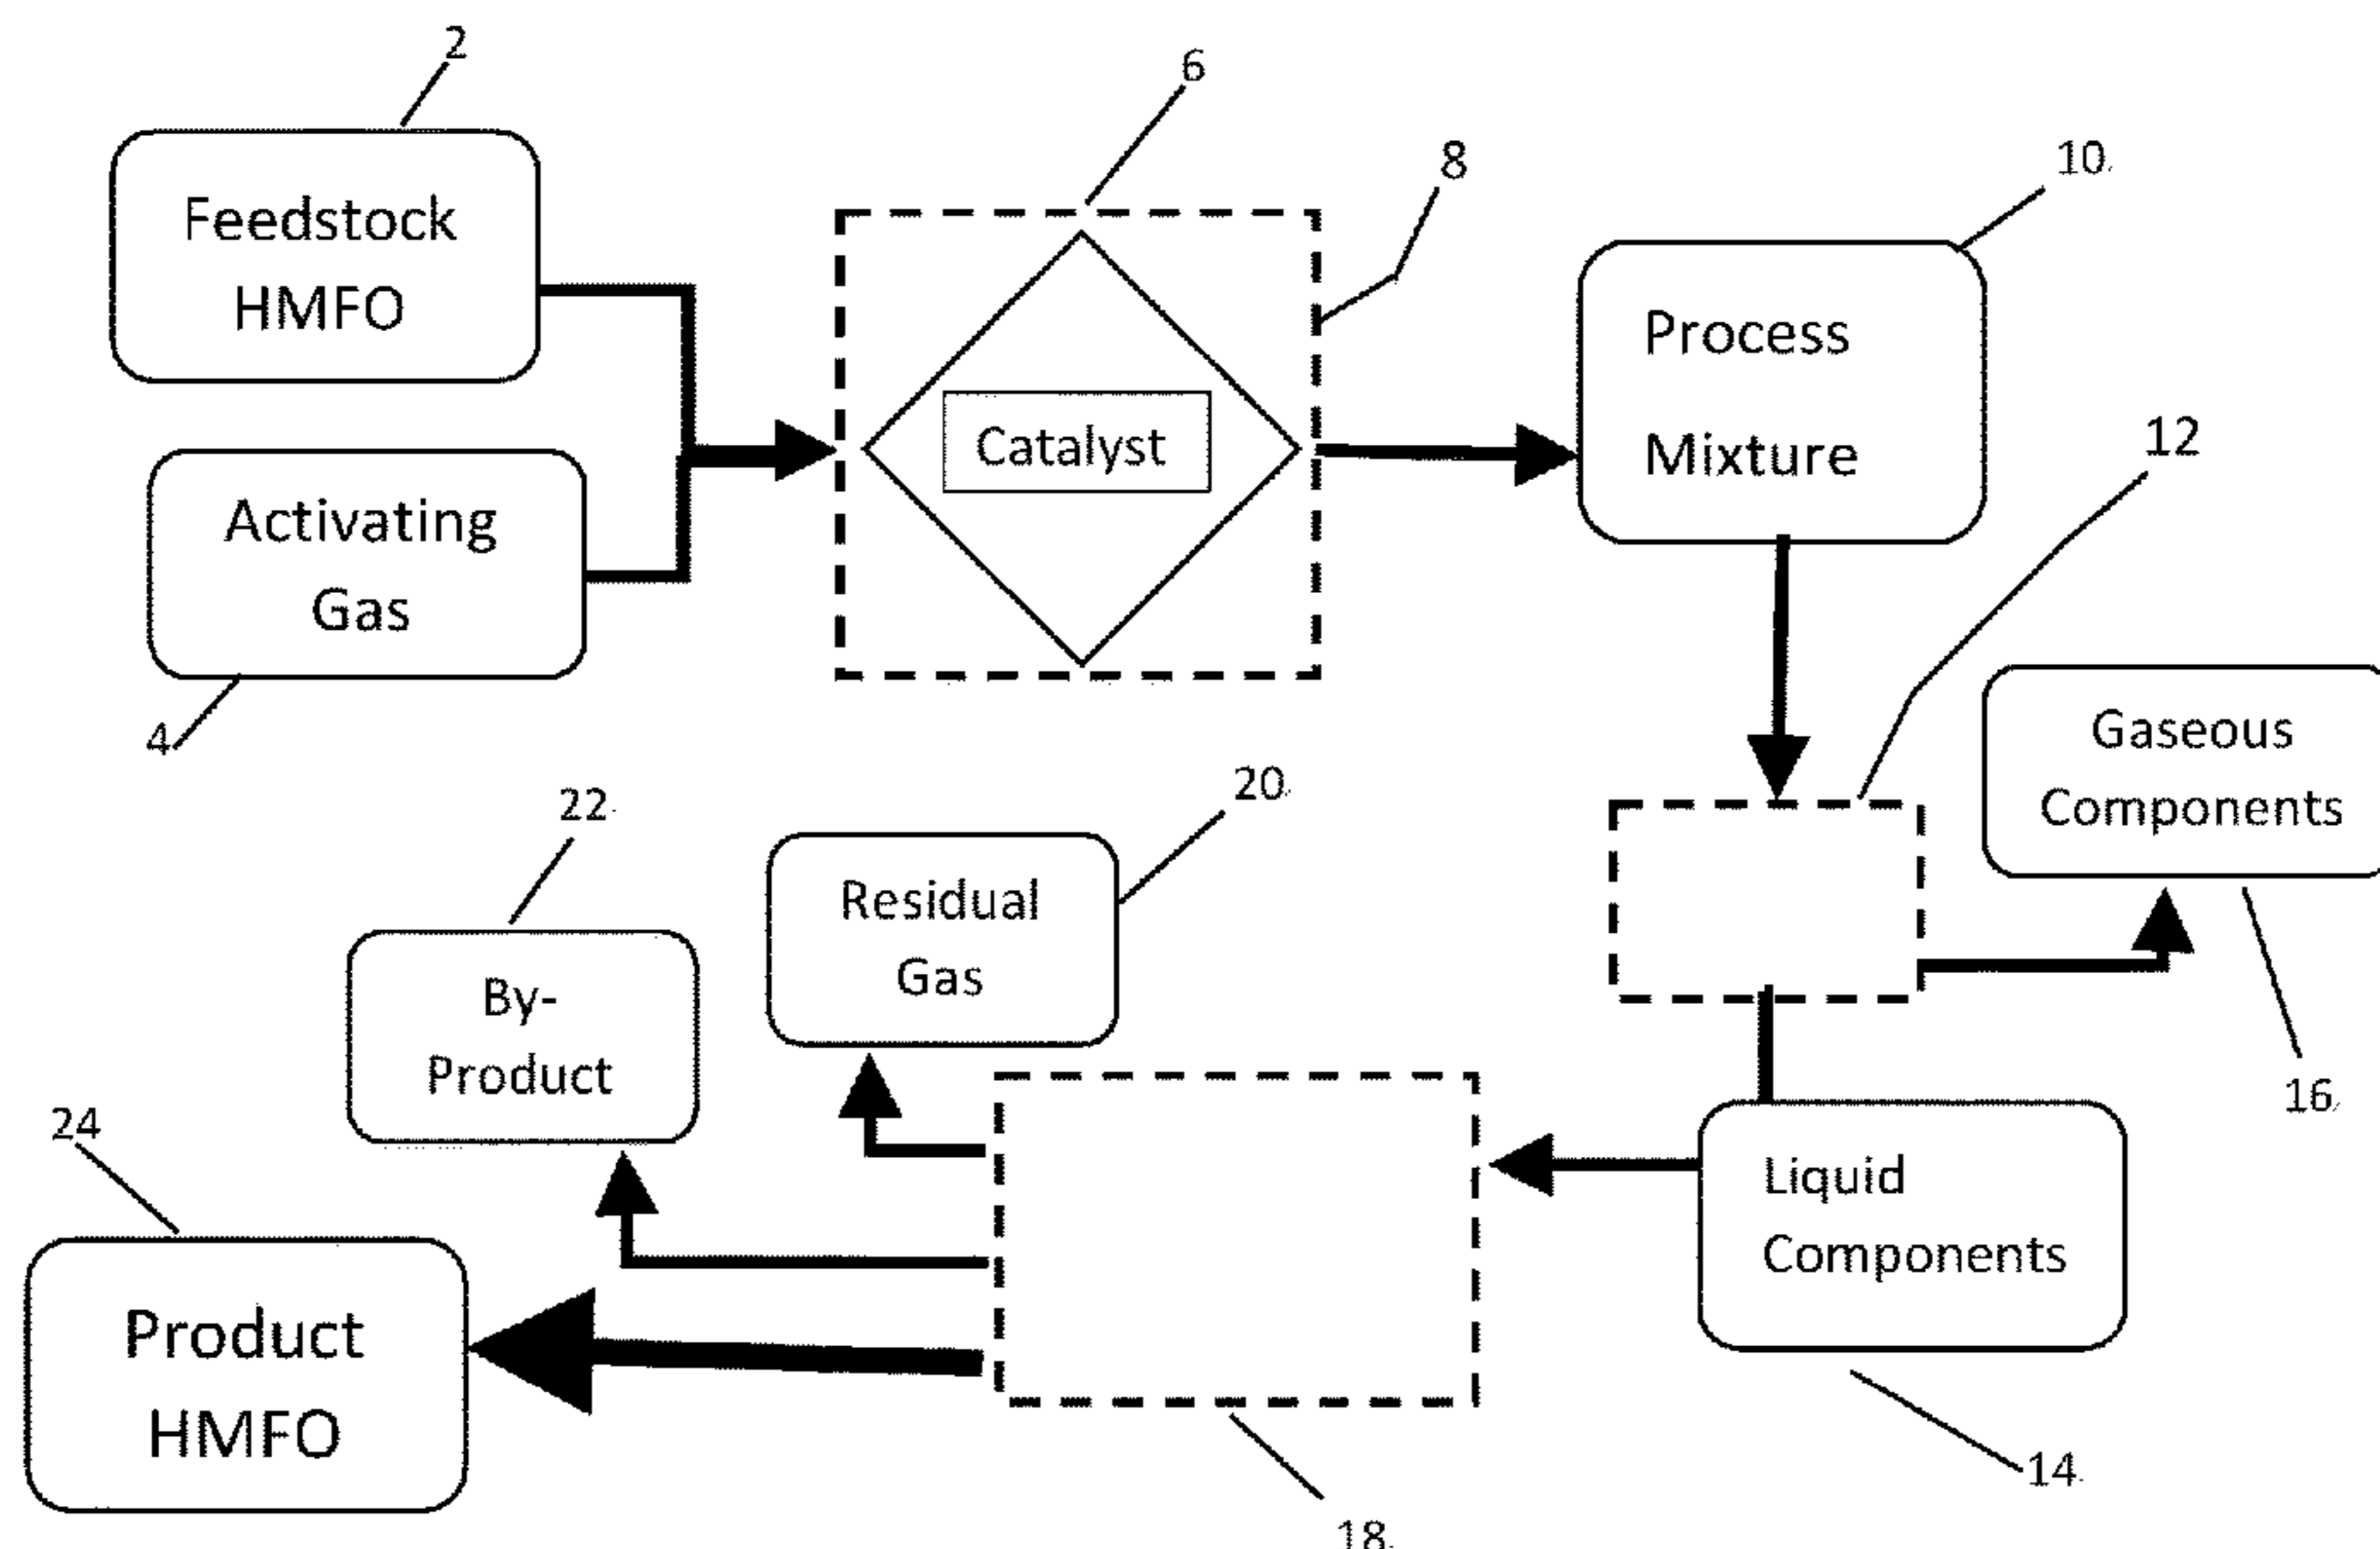 2
6
8
10
Feedstock
HMFO
Process
Mixture
Catalyst
12
Activating
Gas
4
Gaseous
Components
22
20
Residual
Gas
By-
Product
16
24
Liquid
Components
Product
HMFO
14
18